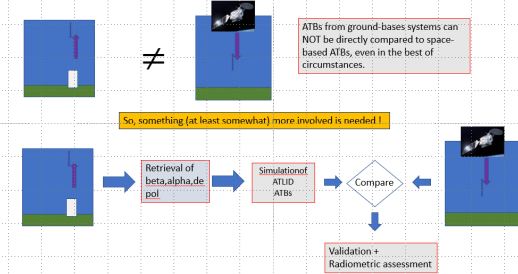 ATBs from ground-bases systems can
NOT be directly compared to space-
based ATBs, even in the best of
circumstances.
≠
So, something (at least somewhat) more involved is needed !
Retrieval of
beta,alpha,de
pol
Simulationof
ATLID
ATBs
Compare
Validation +
Radiometric assessment